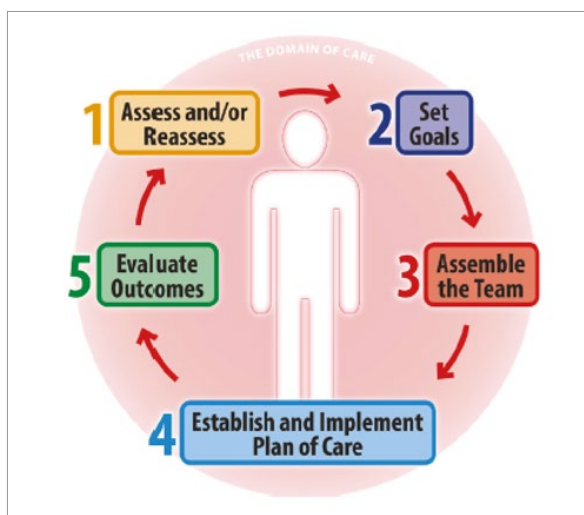 THE DOMAIN OF CARE
1 Assess and/or
Reassess
2 Set
Goals
3 Assemble
the Team
4 Establish and Implement
Plan of Care
5 Evaluate
Outcomes